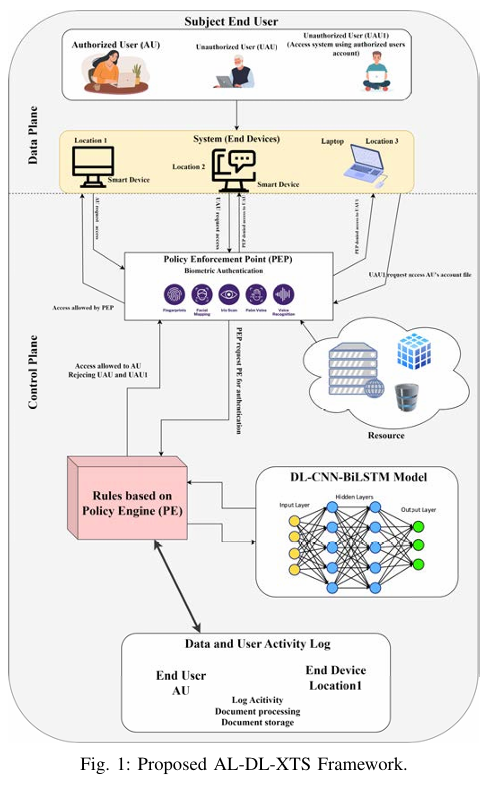 Subject End User
Authorized User (AU)
Unauthorized User (UAU)
Unauthorized User (UAU1)
(Access system using authorized users
account)
Data Plane
System (End Devices)
Location 1
Smart Device
Location 2
Smart Device
Laptop
Location 3
AU request access
UAU request access
PEP denied access to UAU
PEP denied access to UAU1
UAU1 request access AU's account file
Policy Enforcement Point (PEP)
Biometric Authentication
Fingerprints
Facial
Mapping
Iris Scan
Palm Veins
Voice
Recognition
Access allowed by PEP
Control Plane
Access allowed to AU
Rejecing UAU and UAU1
PEP request PE for authentication
Resource
Rules based on
Policy Engine (PE)
DL-CNN-BiLSTM Model
Input Layer
Hidden Layers
Output Layer
Data and User Activity Log
End User
AU
End Device
Location1
Log Acitivity
Document processing
Document storage
Fig. 1: Proposed AL-DL-XTS Framework.